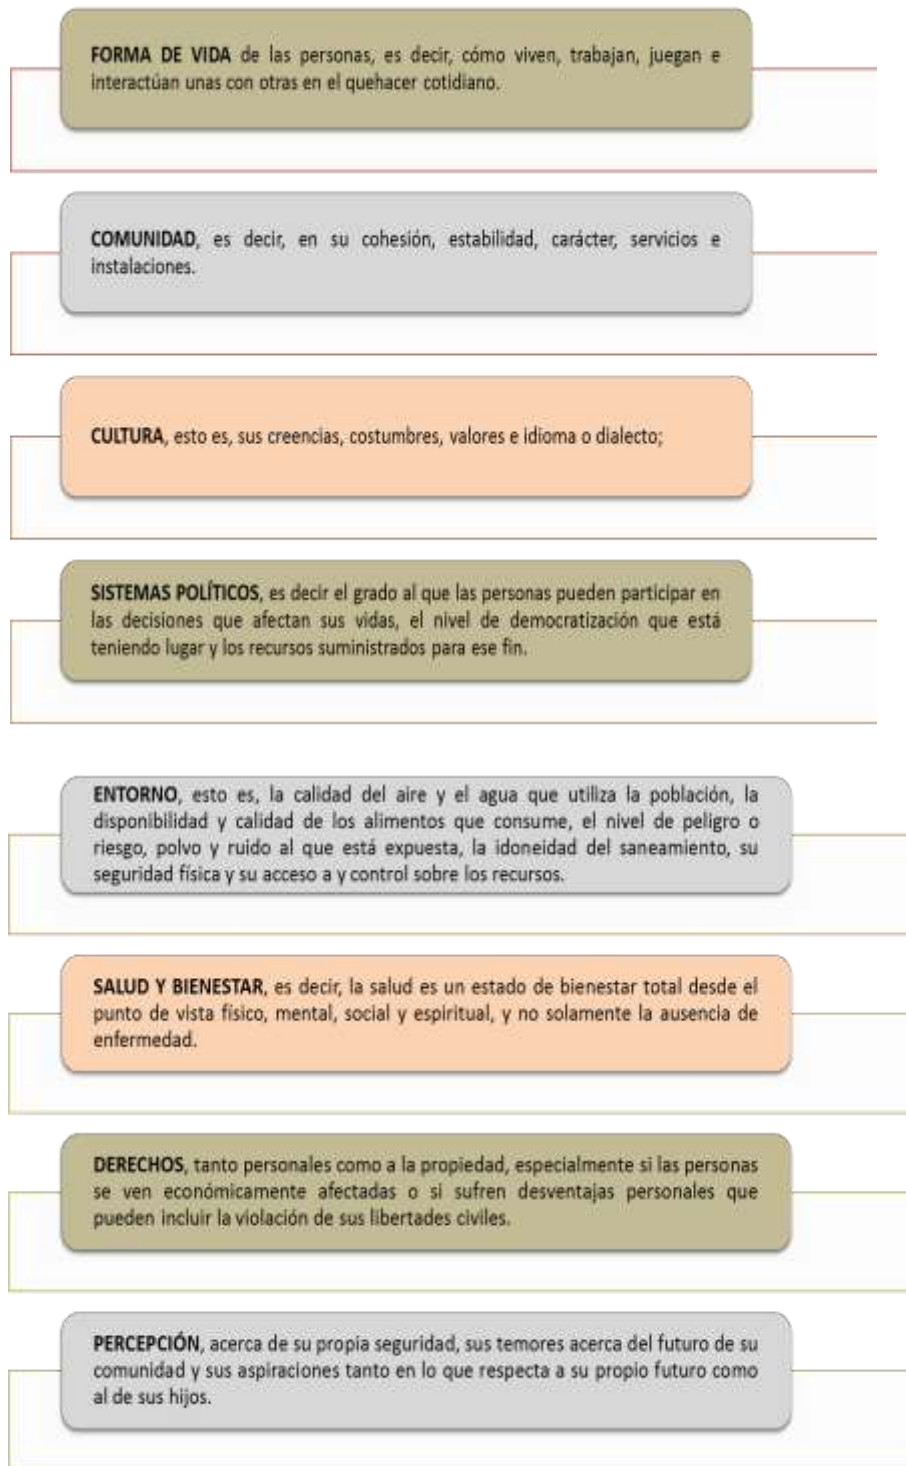 FORMA DE VIDA de las personas, es decir, cómo viven, trabajan, juegan e
interactúan unas con otras en el quehacer cotidiano.
COMUNIDAD, es decir, en su cohesión, estabilidad, carácter, servicios e
instalaciones.
CULTURA, esto es, sus creencias, costumbres, valores e idioma o dialecto;
SISTEMAS POLÍTICOS, es decir el grado al que las personas pueden participar en
las decisiones que afectan sus vidas, el nivel de democratización que está
teniendo lugar y los recursos suministrados para ese fin.
ENTORNO, esto es, la calidad del aire y el agua que utiliza la población, la
disponibilidad y calidad de los alimentos que consume, el nivel de peligro o
riesgo, polvo y ruido al que está expuesta, la idoneidad del saneamiento, su
seguridad física y su acceso a y control sobre los recursos.
SALUD Y BIENESTAR, es decir, la salud es un estado de bienestar total desde el
punto de vista físico, mental, social y espiritual, y no solamente la ausencia de
enfermedad.
DERECHOS, tanto personales como a la propiedad, especialmente si las personas
se ven económicamente afectadas o si sufren desventajas personales que
pueden incluir la violación de sus libertades civiles.
PERCEPCIÓN, acerca de su propia seguridad, sus temores acerca del futuro de su
comunidad y sus aspiraciones tanto en lo que respecta a su propio futuro como
al de sus hijos.